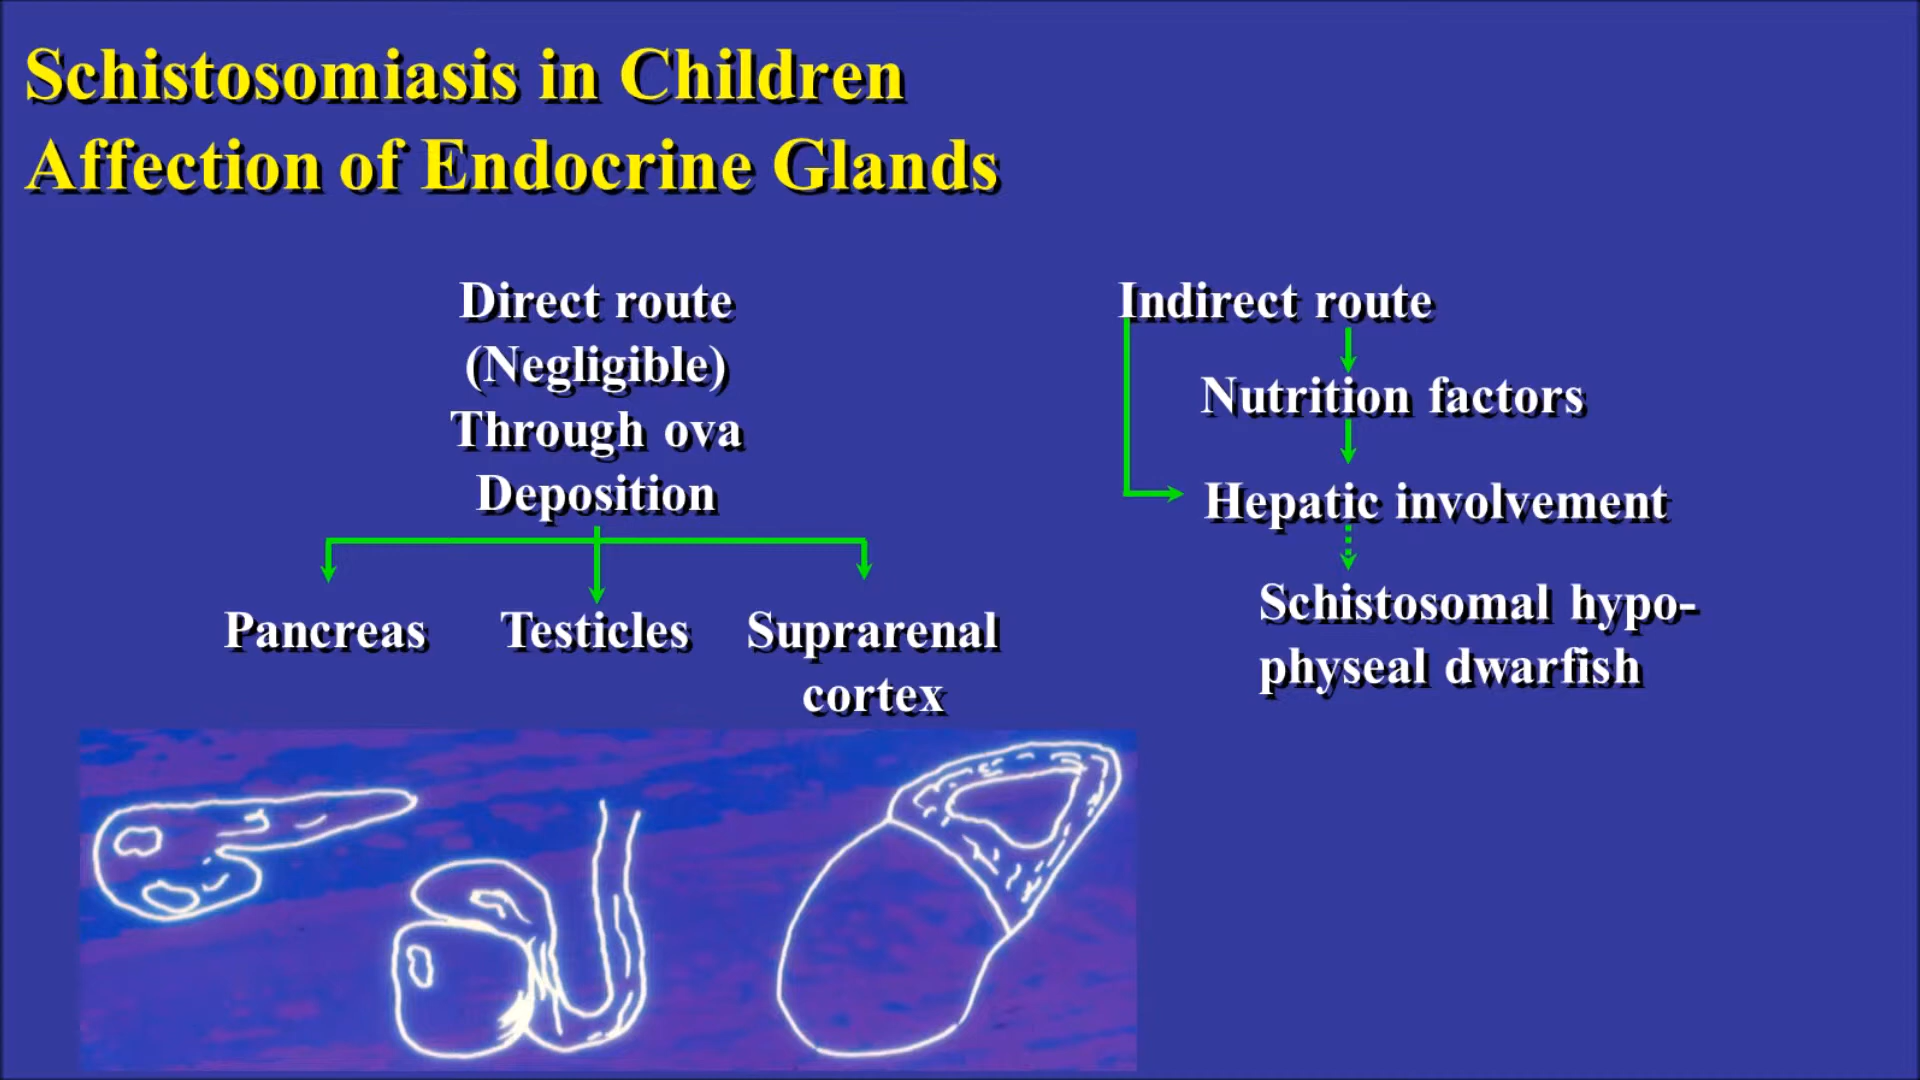 Schistosomiasis in Children
Affection of Endocrine Glands
Direct route
(Negligible)
Through ova
Deposition
Pancreas
Testicles
Suprarenal
cortex
Indirect route
Nutrition factors
Hepatic involvement
Schistosomal hypo-
physeal dwarfish